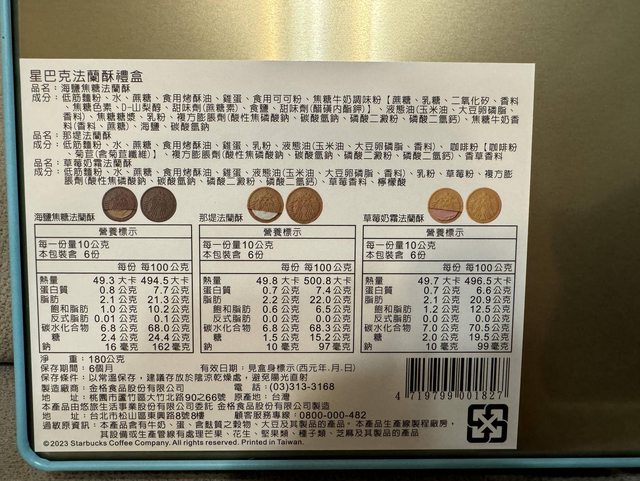 星巴克法蘭酥禮盒
品名：海鹽焦糖法蘭酥
成分：低筋麵粉、水、蔗糖、食用烤酥油、雞蛋、食用可可粉、焦糖牛奶調味粉【蔗糖、乳糖、二氧化矽、香料
、焦糖色素、D-山梨醇、甜味劑(蔗糖素)、食鹽、甜味劑(醋磺內酯鉀)】、液態油(玉米油、大豆卵磷脂、
香料)、焦糖糖漿、乳粉、複方膨脹劑(酸性焦磷酸鈉、碳酸氫鈉、磷酸二澱粉、磷酸二氫鈣)、焦糖牛奶香
料(香料、蔗糖)、海鹽、碳酸氫鈉
品名：那堤法蘭酥
成分：低筋麵粉、水、蔗糖、食用烤酥油、雞蛋、乳粉、液態油(玉米油、大豆卵磷脂、香料)、咖啡粉【咖啡粉
、菊苣(含菊苣纖維)】、複方膨脹劑(酸性焦磷酸鈉、碳酸氫鈉、磷酸二澱粉、磷酸二氫鈣)、香草香料
品名：草莓奶霜法蘭酥
成分：低筋麵粉、水、蔗糖、食用烤酥油、雞蛋、液態油(玉米油、大豆卵磷脂、香料)、乳粉、草莓粉、複方膨
脹劑(酸性焦磷酸鈉、碳酸氫鈉、磷酸二澱粉、磷酸二氫鈣)、草莓香料、檸檬酸
海鹽焦糖法蘭酥
營養標示
每一份量10公克
本包裝含 6份
每份 每100公克
熱量 49.3 大卡 494.5 大卡
蛋白質 0.8 公克 7.7 公克
脂肪 2.1 公克 21.3 公克
飽和脂肪 1.0 公克 10.2 公克
反式脂肪 0.01 公克 0.1 公克
碳水化合物 6.8 公克 68.0 公克
糖 2.4 公克 24.4 公克
鈉 16 毫克 162 毫克
那堤法蘭酥
營養標示
每一份量10公克
本包裝含 6份
每份 每100公克
熱量 49.8 大卡 500.8 大卡
蛋白質 0.7 公克 7.4 公克
脂肪 2.2 公克 22.0 公克
飽和脂肪 0.6 公克 6.5 公克
反式脂肪 0.0 公克 0.0 公克
碳水化合物 6.8 公克 68.3 公克
糖 1.5 公克 15.2 公克
鈉 10 毫克 97 毫克
草莓奶霜法蘭酥
營養標示
每一份量10公克
本包裝含 6份
每份 每100公克
熱量 49.7 大卡 496.5 大卡
蛋白質 0.7 公克 6.6 公克
脂肪 2.1 公克 20.9 公克
飽和脂肪 1.2 公克 12.5 公克
反式脂肪 0.0 公克 0.0 公克
碳水化合物 7.0 公克 70.5 公克
糖 2.0 公克 19.5 公克
鈉 10 毫克 99 毫克
淨 重：180公克
保存期限：6個月 有效日期：見盒身標示(西元年.月.日)
保存條件：以常溫保存，建議存放於陰涼乾燥處，避免陽光直射
製造廠商：金格食品股份有限公司 電 話：(03)313-3168
地 址：桃園市蘆竹區大竹北路90乙66號 原產地：台灣
本產品由悠旅生活事業股份有限公司委託 金格食品股份有限公司製造
地 址：台北市松山區東興路8號8樓 顧客服務專線：0800-000-482
過敏原資訊：本產品含有牛奶、蛋、含麩質之穀物、大豆及其製品的產品。本產品生產線製程廠房，
其設備或生產管線有處理芒果、花生、堅果類、種子類、芝麻及其製品的產品。
©2023 Starbucks Coffee Company. All rights reserved. Printed in Taiwan.
4 719799 001827
紙